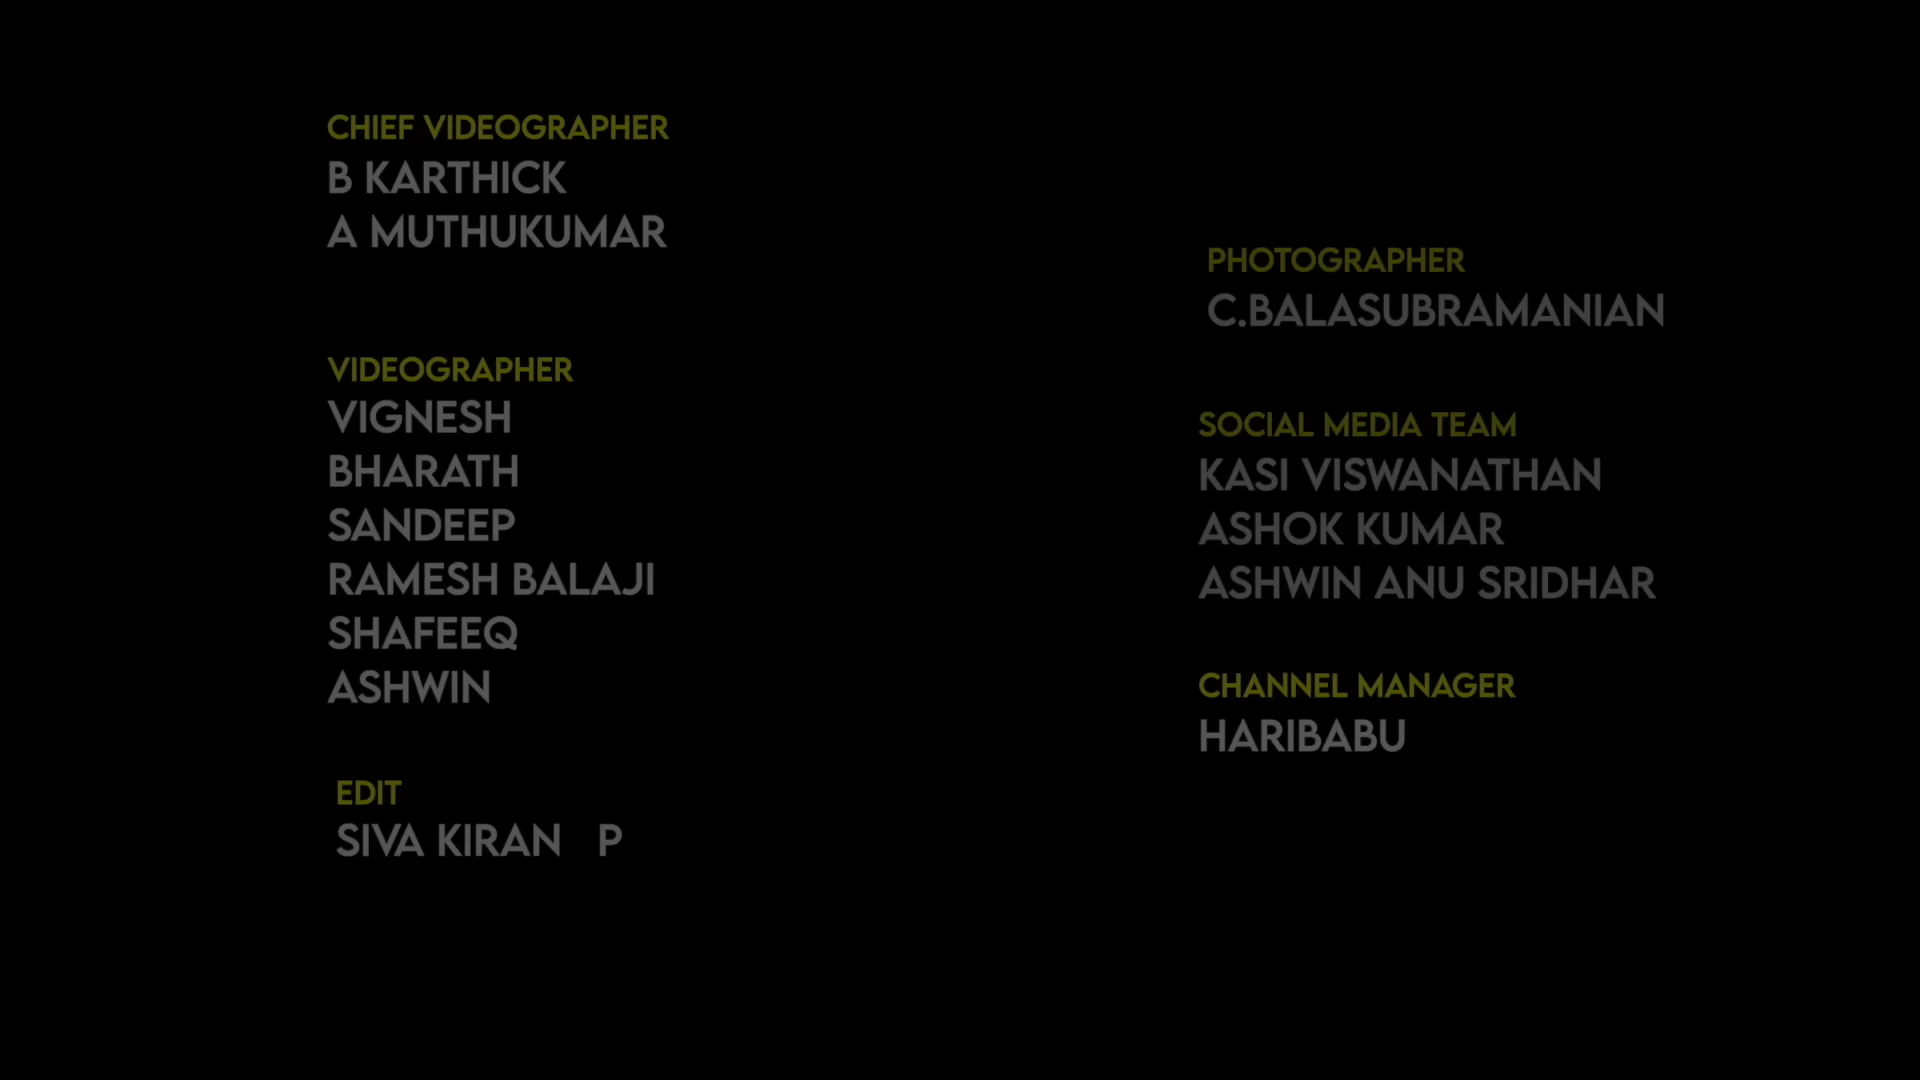 CHIEF VIDEOGRAPHER
B KARTHICK
A MUTHUKUMAR
VIDEOGRAPHER
VIGNESH
BHARATH
SANDEEP
RAMESH BALAJI
SHAFEEQ
ASHWIN
EDIT
SIVA KIRAN P
PHOTOGRAPHER
C.BALASUBRAMANIAN
SOCIAL MEDIA TEAM
KASI VISWANATHAN
ASHOK KUMAR
ASHWIN ANU SRIDHAR
CHANNEL MANAGER
HARIBABU